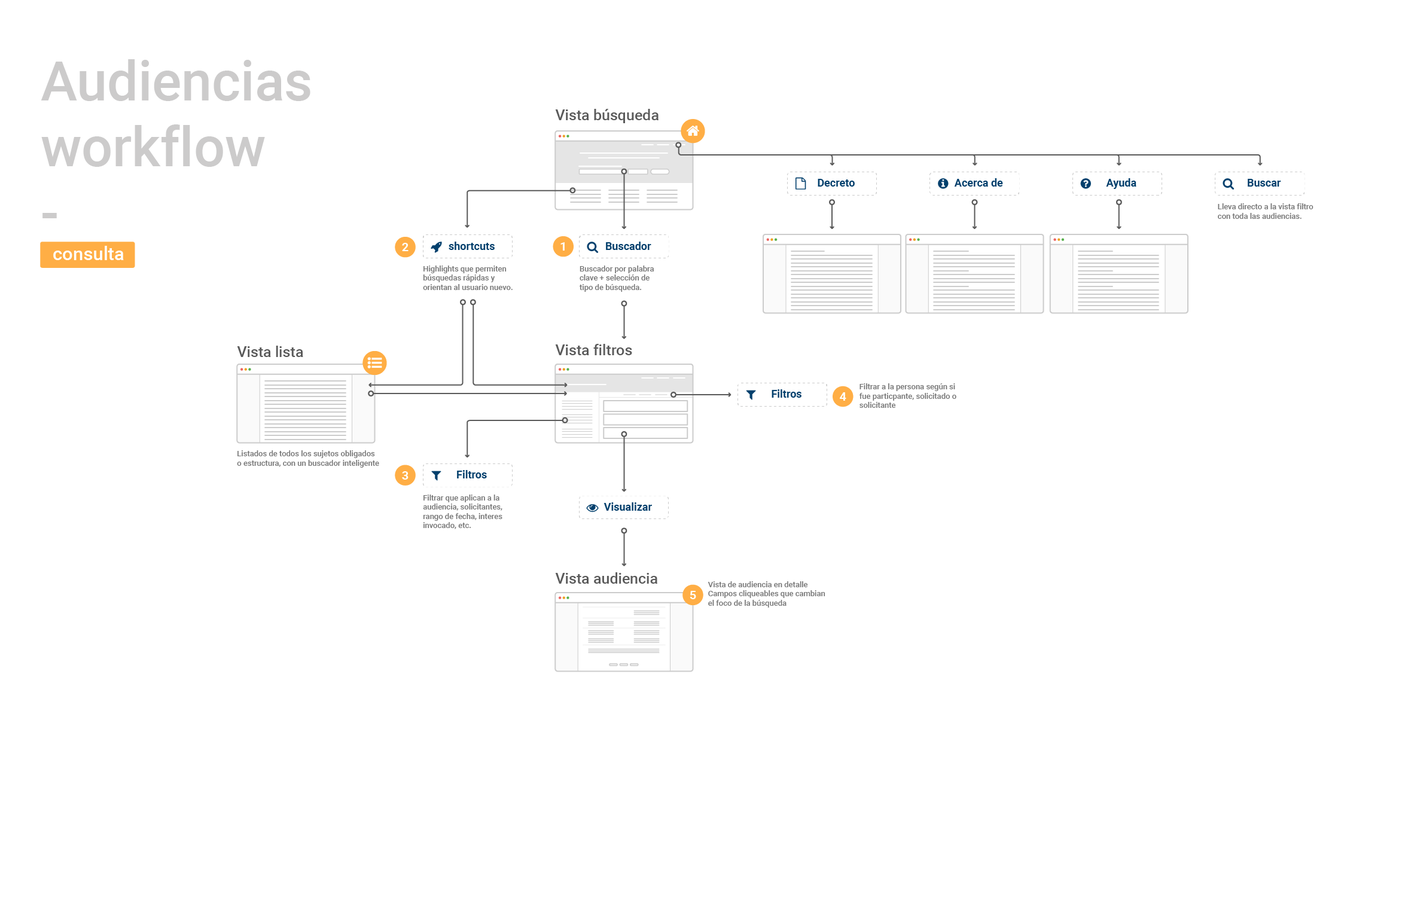 Audiencias
workflow
-
consulta
Vista búsqueda
Decreto
Acerca de
Ayuda
Buscar
Lleva directo a la vista filtro
con toda las audiencias.
2
shortcuts
Highlights que permiten
búsquedas rápidas y
orientan al usuario nuevo.
1
Buscador
Buscador por palabra
clave + selección de
tipo de búsqueda.
Vista lista
Listados de todos los sujetos obligados
o estructura, con un buscador inteligente
Vista filtros
Filtros
4
Filtrar a la persona según si
fue particpante, solicitado o
solicitante
3
Filtros
Filtrar que aplican a la
audiencia, solicitantes,
rango de fecha, interes
invocado, etc.
Visualizar
Vista audiencia
5
Vista de audiencia en detalle
Campos cliqueables que cambian
el foco de la búsqueda